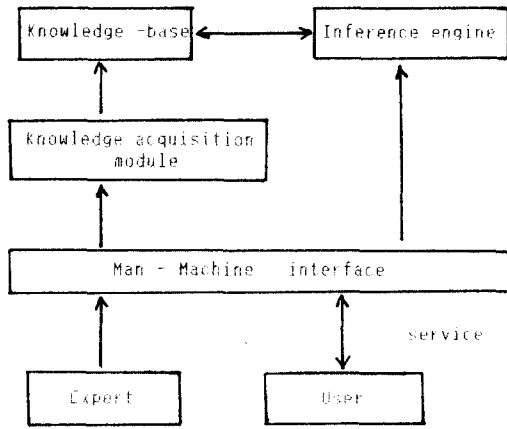 Knowledge -base
Inference engine
Knowledge acquisition
module
Man - Machine interface
service
Expert
User